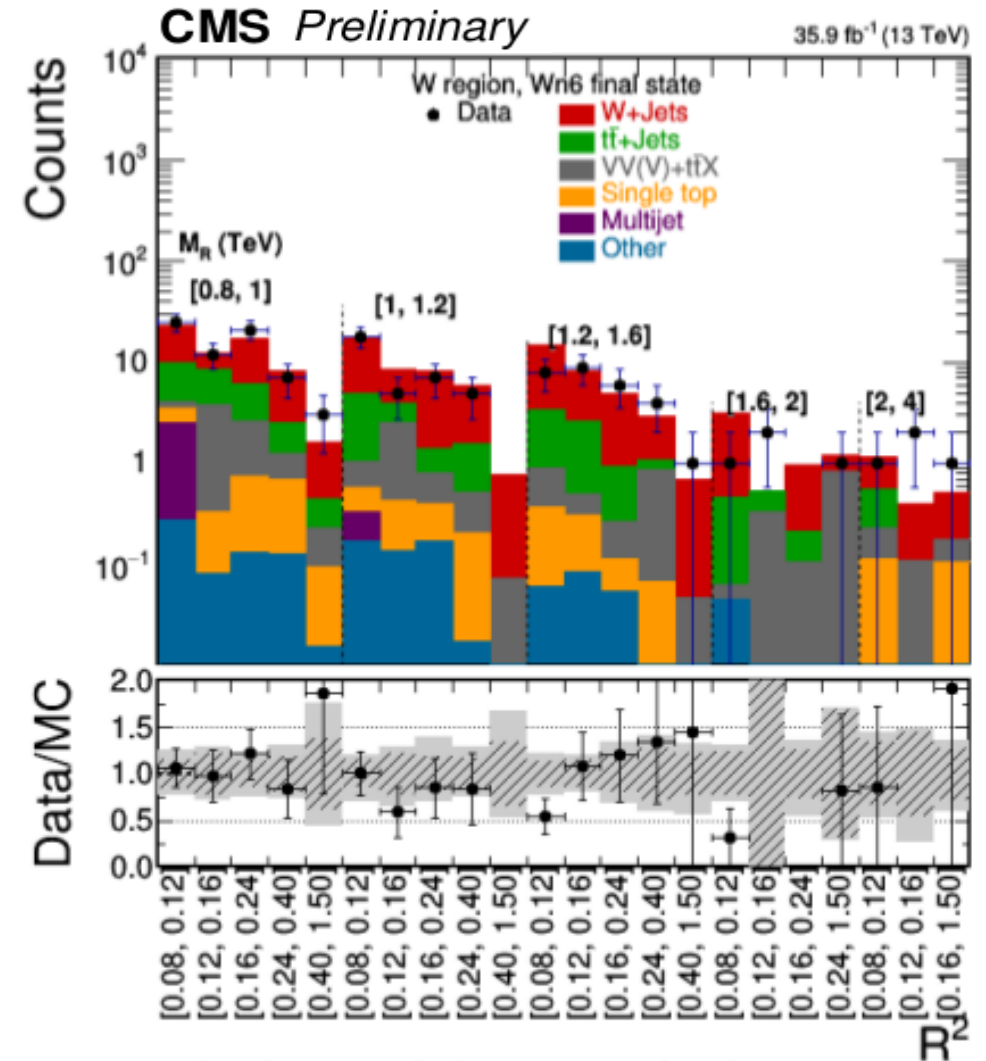 CMS Preliminary
35.9 fb⁻¹ (13 TeV)
Counts
10⁴
10³
10²
10
1
10⁻¹
W region, Wn6 final state
Data
W+Jets
tt̄+Jets
VV(V)+tt̄X
Single top
Multijet
Other
M_R (TeV)
[0.8, 1]
[1, 1.2]
[1.2, 1.6]
[1.6, 2]
[2, 4]
Data/MC
2.0
1.5
1.0
0.5
0.0
[0.08, 0.12]
[0.12, 0.16]
[0.16, 0.24]
[0.24, 0.40]
[0.40, 1.50]
[0.08, 0.12]
[0.12, 0.16]
[0.16, 0.24]
[0.24, 0.40]
[0.40, 1.50]
[0.08, 0.12]
[0.12, 0.16]
[0.16, 0.24]
[0.24, 0.40]
[0.40, 1.50]
[0.08, 0.12]
[0.12, 0.16]
[0.16, 0.24]
[0.24, 1.50]
[0.08, 0.12]
[0.12, 0.16]
[0.16, 1.50]
R²